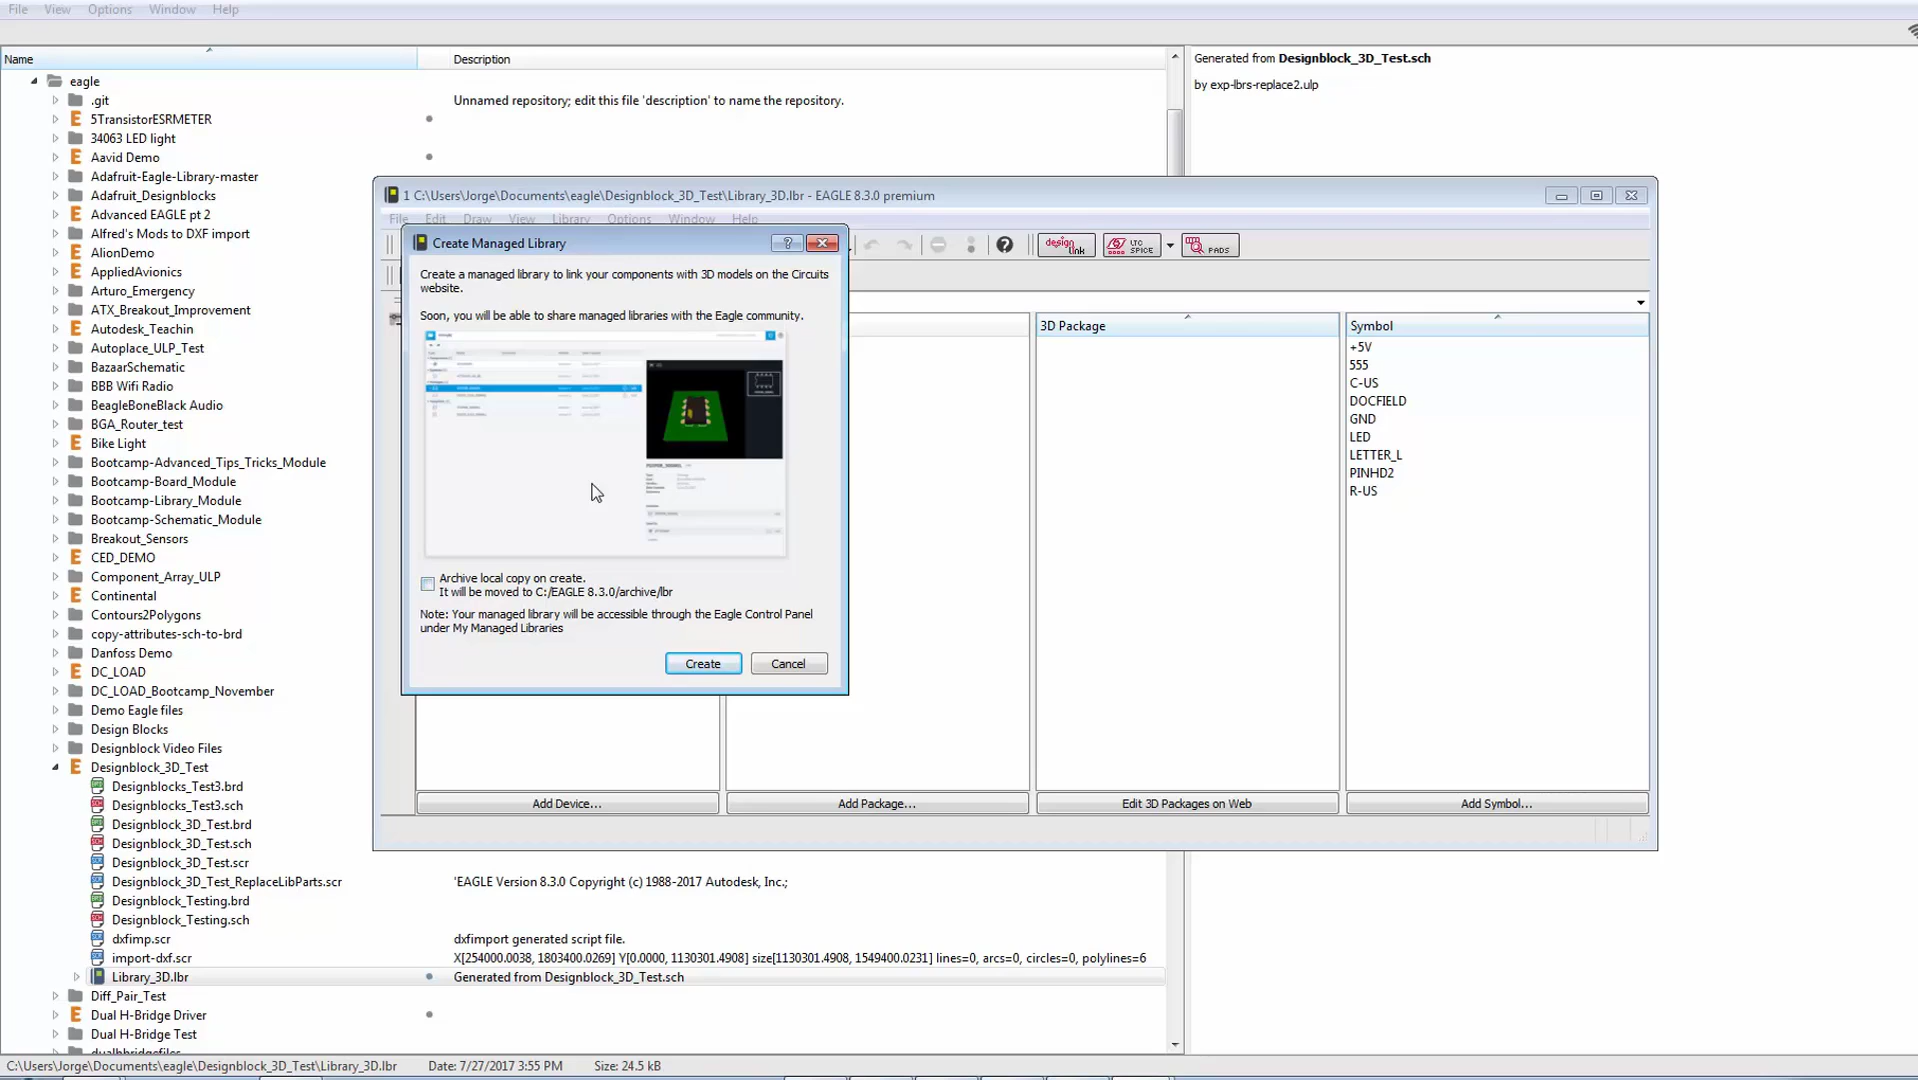 File View Options Window Help
Name Description
eagle
.git Unnamed repository; edit this file 'description' to name the repository.
5TransistorESRMETER
34063 LED light
Aavid Demo
Adafruit-Eagle-Library-master
Adafruit_Designblocks
Advanced EAGLE pt 2
Alfred's Mods to DXF import
AlionDemo
AppliedAvionics
Arturo_Emergency
ATX_Breakout_Improvement
Autodesk_Teachin
Autoplace_ULP_Test
BazarSchematic
BBB Wifi Radio
BeagleBoneBlack Audio
BGA_Router_test
Bike Light
Bootcamp-Advanced_Tips_Tricks_Module
Bootcamp-Board_Module
Bootcamp-Library_Module
Bootcamp-Schematic_Module
Breakout_Sensors
CED_DEMO
Component_Array_ULP
Continental
Contours2Polygons
copy-attributes-sch-to-brd
Danfoss Demo
DC_LOAD
DC_LOAD_Bootcamp_November
Demo Eagle files
Design Blocks
Designblock Video Files
Designblock_3D_Test
Designblocks_Test3.brd
Designblocks_Test3.sch
Designblock_3D_Test.brd
Designblock_3D_Test.sch
Designblock_3D_Test.scr
Designblock_3D_Test_ReplaceLibParts.scr 'EAGLE Version 8.3.0 Copyright (c) 1988-2017 Autodesk, Inc.;
Designblock_Testing.brd
Designblock_Testing.sch
dxfimp.scr dxfimport generated script file.
import-dxf.scr X[254000.0038, 1803400.0269] Y[0.0000, 1130301.4908] size[1130301.4908, 1549400.0231] lines=0, arcs=0, circles=0, polylines=6
Library_3D.lbr Generated from Designblock_3D_Test.sch
Diff_Pair_Test
Dual H-Bridge Driver
Dual H-Bridge Test
dualhbridgefiles
C:\Users\Jorge\Documents\eagle\Designblock_3D_Test\Library_3D.lbr Date: 7/27/2017 3:55 PM Size: 24.5 kB
Generated from Designblock_3D_Test.sch
by exp-lbrs-replace2.ulp
1 C:\Users\Jorge\Documents\eagle\Designblock_3D_Test\Library_3D.lbr - EAGLE 8.3.0 premium
File Edit Draw View Library Options Window Help
design link LTC SPICE PADS
3D Package
Symbol
+5V
555
C-US
DOCFIELD
GND
LED
LETTER_L
PINHD2
R-US
Add Device... Add Package... Edit 3D Packages on Web Add Symbol...
Create Managed Library
Create a managed library to link your components with 3D models on the Circuits
website.
Soon, you will be able to share managed libraries with the Eagle community.
Archive local copy on create.
It will be moved to C:/EAGLE 8.3.0/archive/lbr
Note: Your managed library will be accessible through the Eagle Control Panel
under My Managed Libraries
Create Cancel